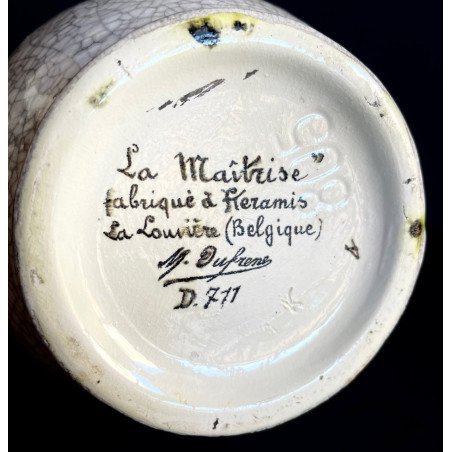 La Maîtrise"
fabriqué à Keramis
La Louvière (Belgique)
M. Dufrene
D. 711